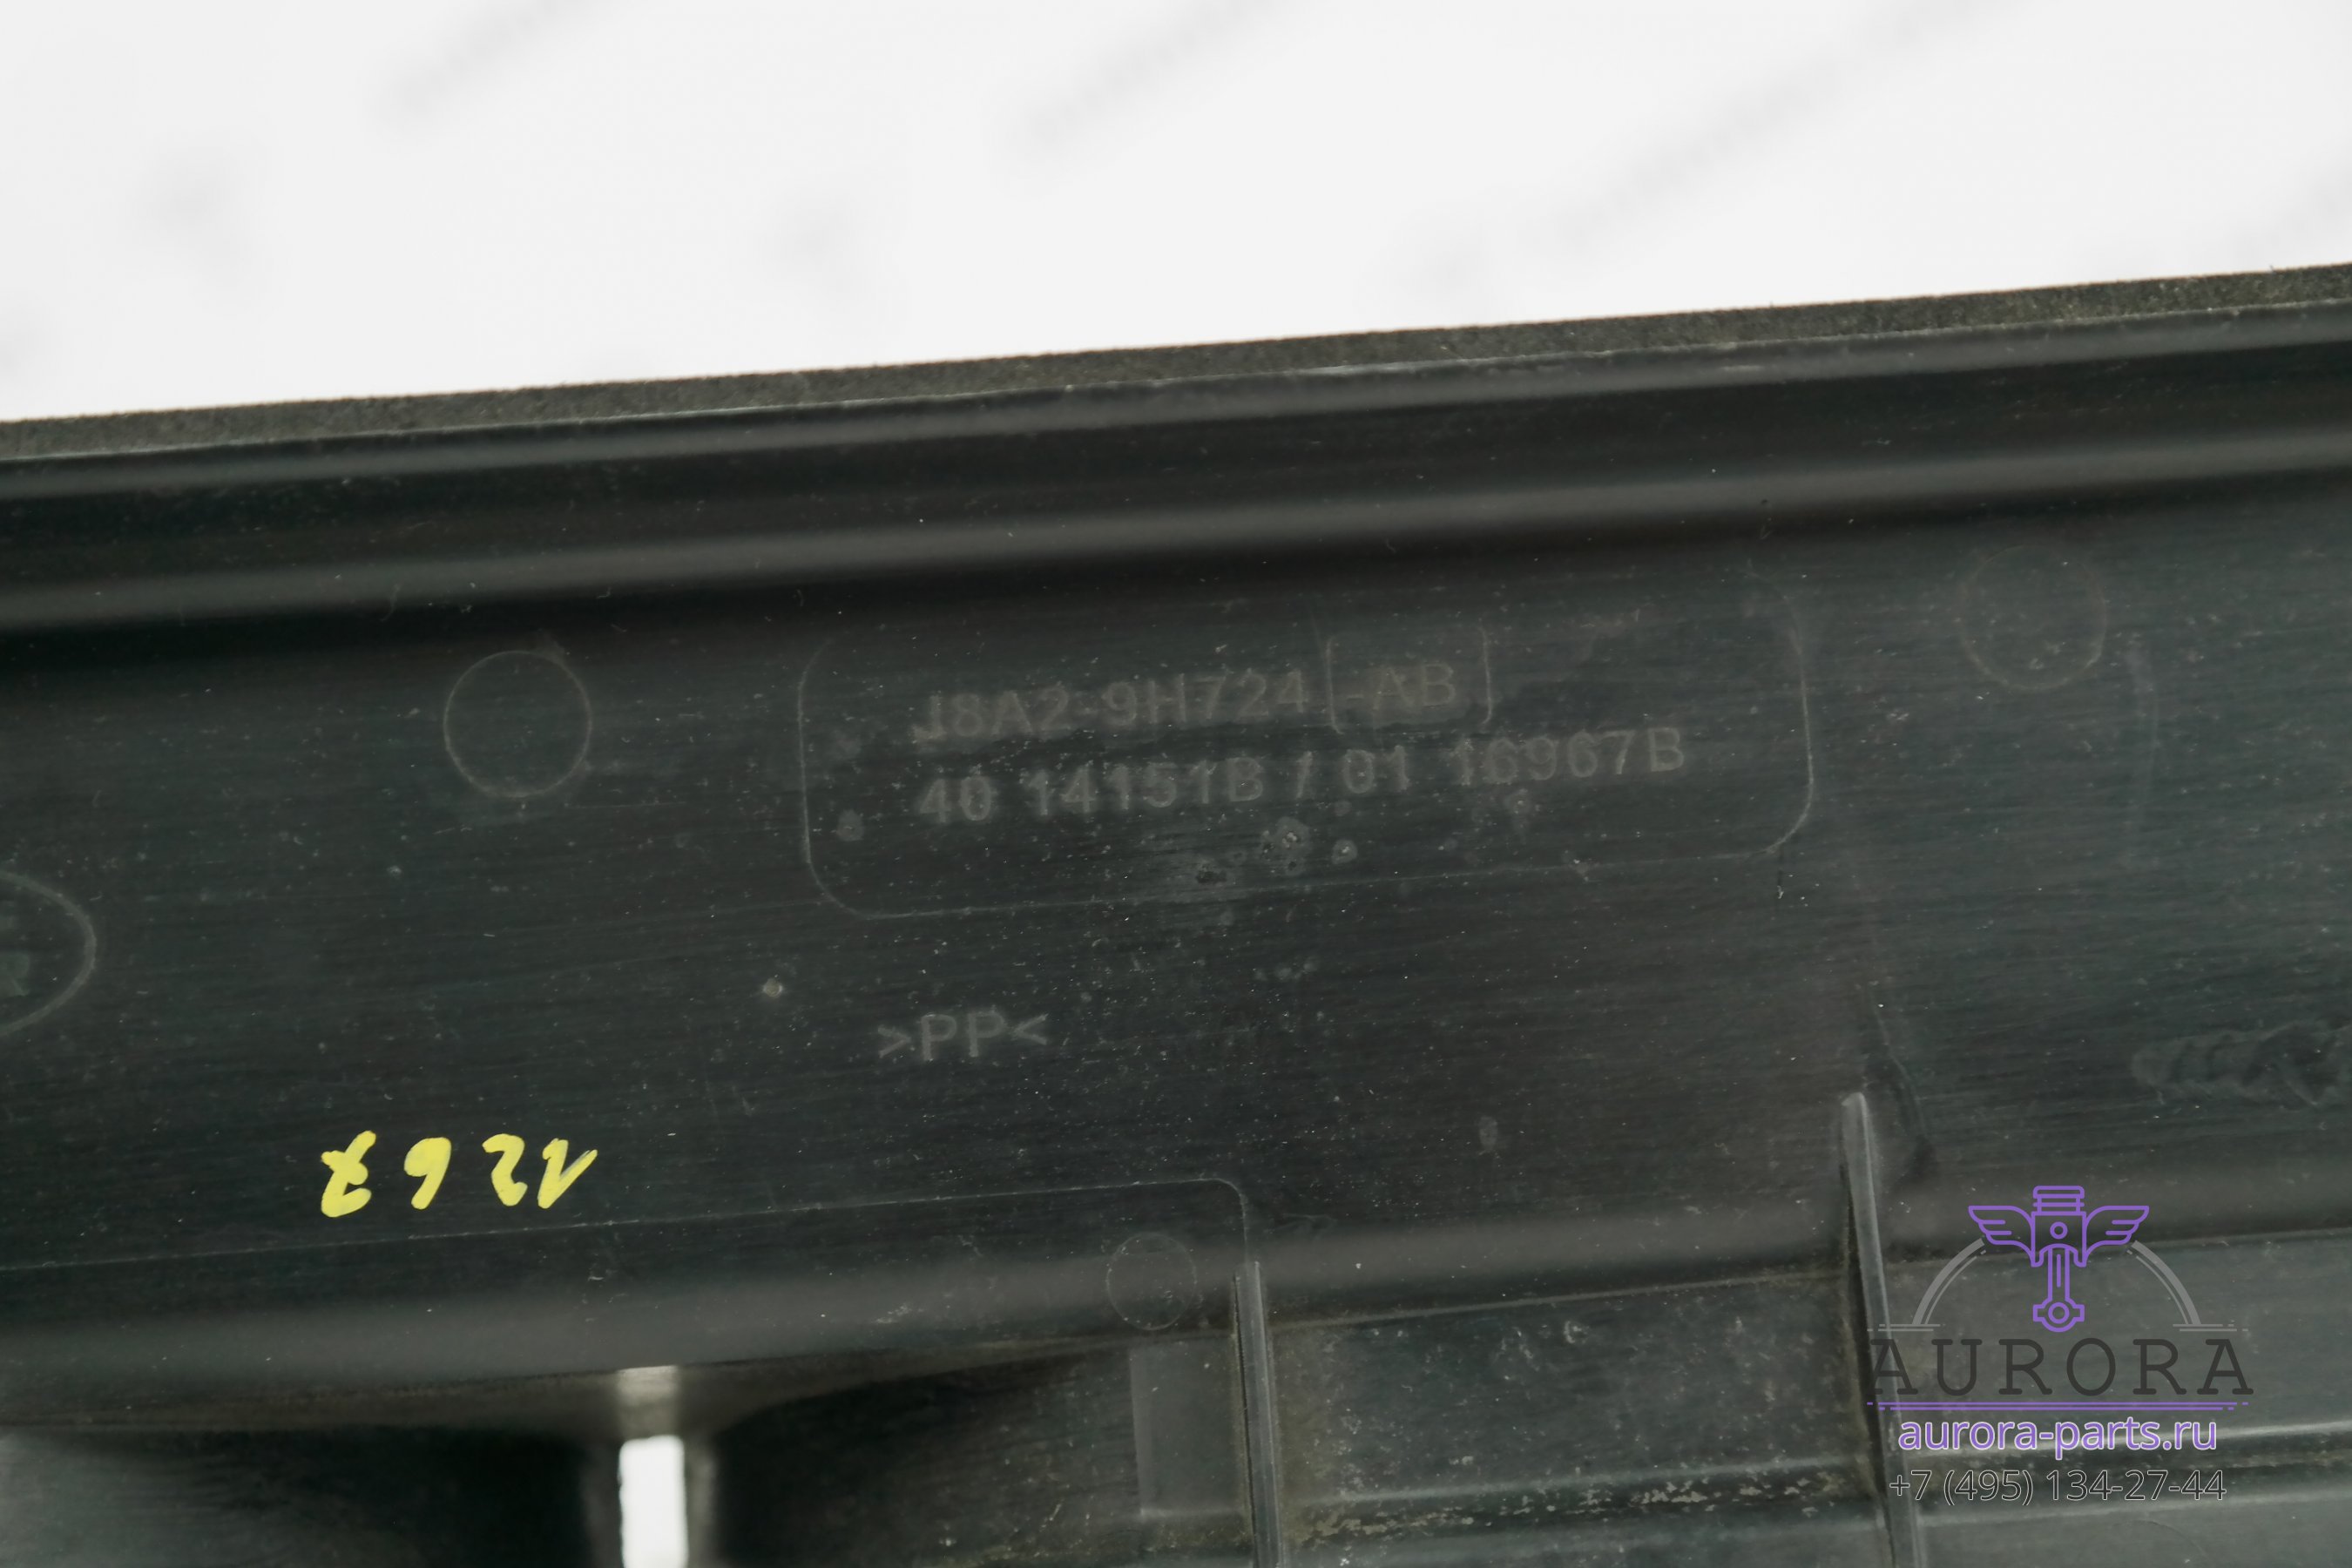 J8A2-9H724 -AB
40 14151B / 01 16967B
R
>PP<
1267
AURORA
aurora-parts.ru
+7 (495) 134-27-44